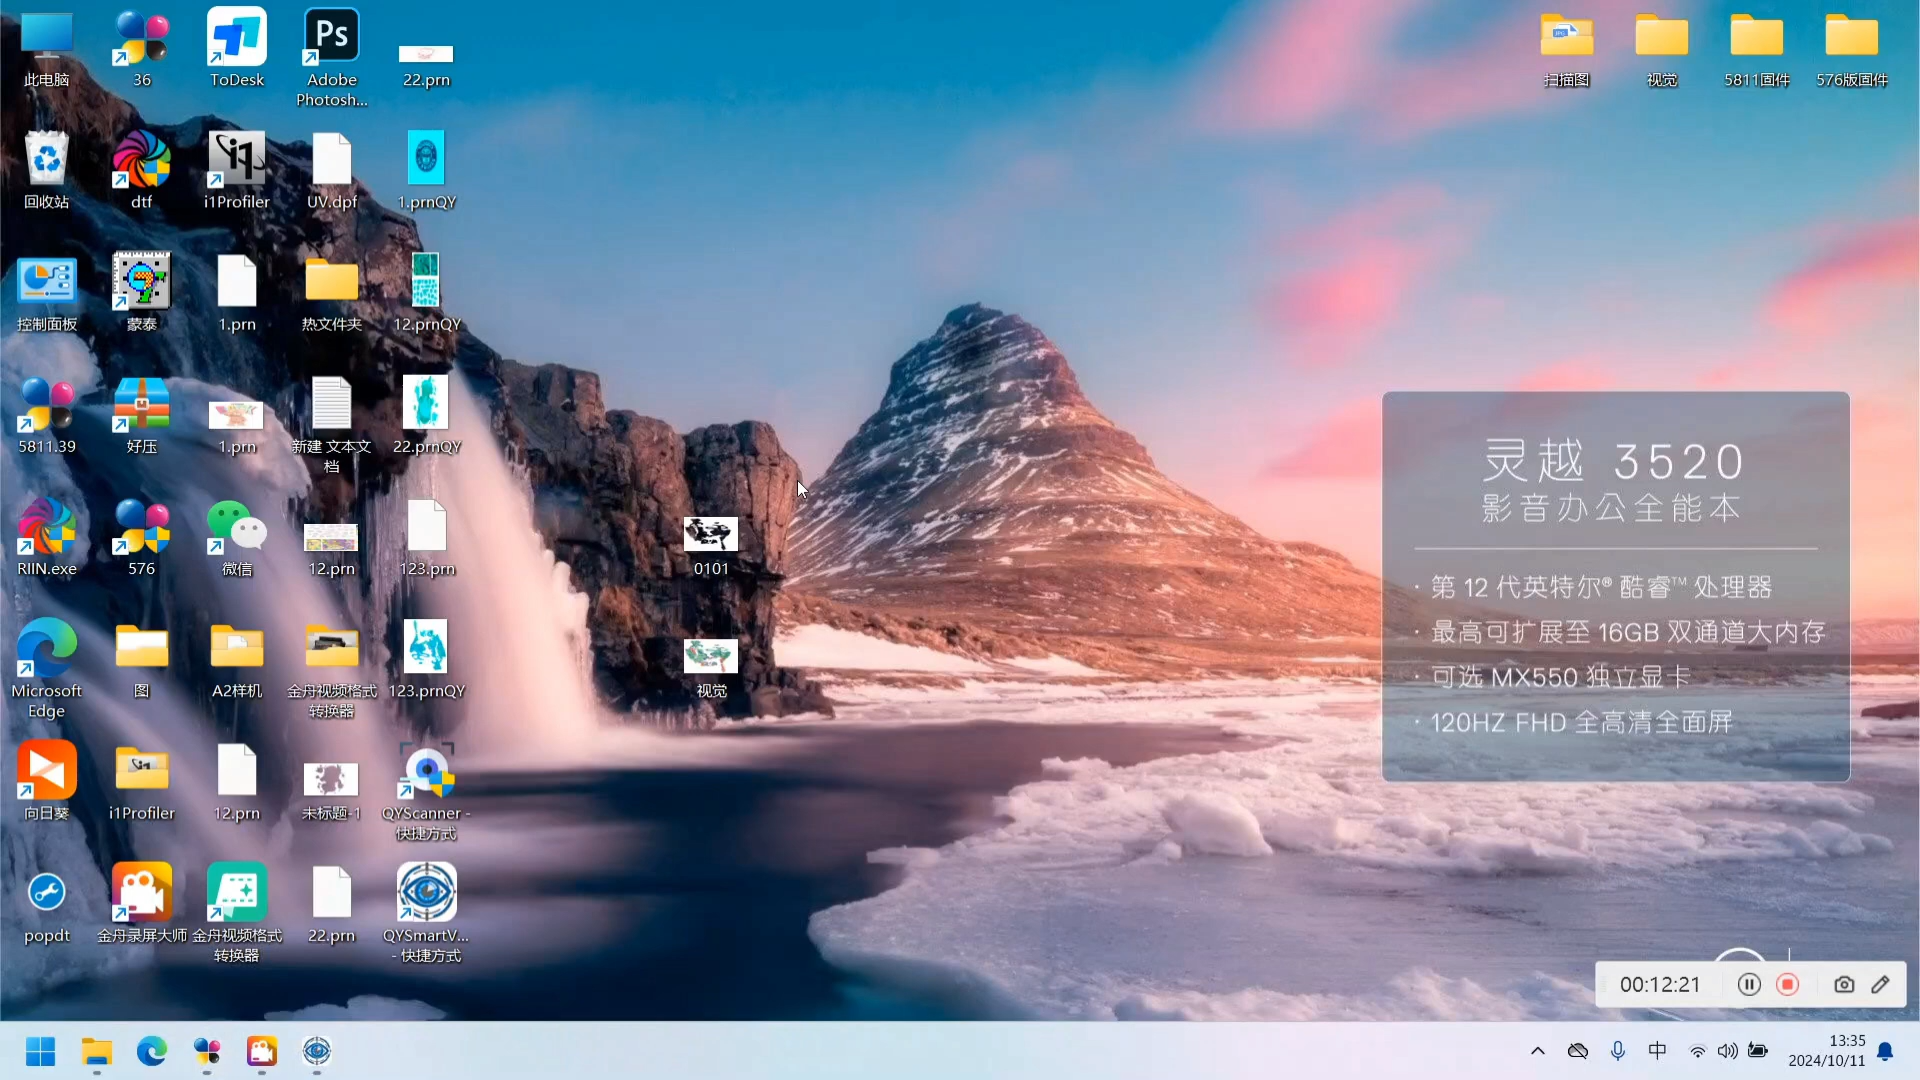 此电脑
36
ToDesk
Ps
Adobe
Photosh...
22.prn
扫描图
视觉
5811固件
576版固件
回收站
dtf
i1
i1Profiler
UV.dpf
1.prnQY
控制面板
蒙泰
1.prn
热文件夹
12.prnQY
5811.39
好压
1.prn
新建 文本文
档
22.prnQY
RIIN.exe
576
微信
12.prn
123.prn
0101
Microsoft
Edge
图
A2样机
金舟视频格式
转换器
123.prnQY
视觉
向日葵
i1Profiler
12.prn
未标题-1
QYScanner -
快捷方式
popdt
金舟录屏大师
金舟视频格式
转换器
22.prn
QYSmartV...
- 快捷方式
灵越 3520
影音办公全能本
· 第 12 代英特尔® 酷睿™ 处理器
· 最高可扩展至 16GB 双通道大内存
· 可选 MX550 独立显卡
· 120HZ FHD 全高清全面屏
00:12:21
中
13:35
2024/10/11